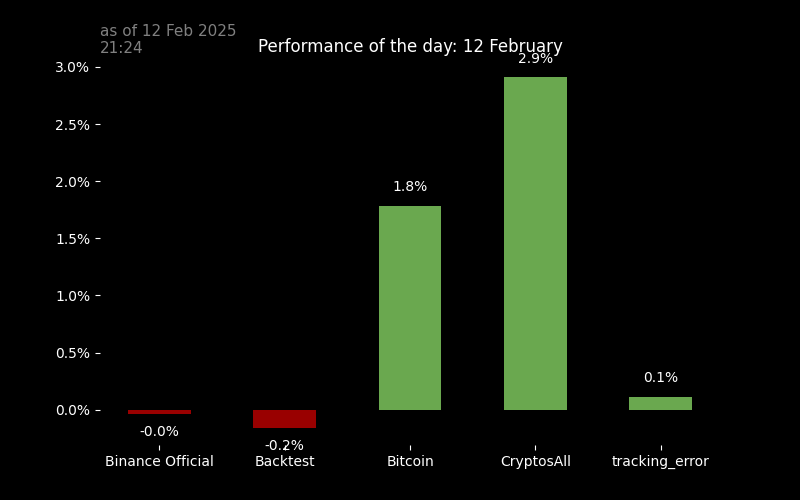 as of 12 Feb 2025
21:24
Performance of the day: 12 February
3.0%
2.5%
2.0%
1.5%
1.0%
0.5%
0.0%
-0.0%
-0.2%
1.8%
2.9%
0.1%
Binance Official
Backtest
Bitcoin
CryptosAll
tracking_error